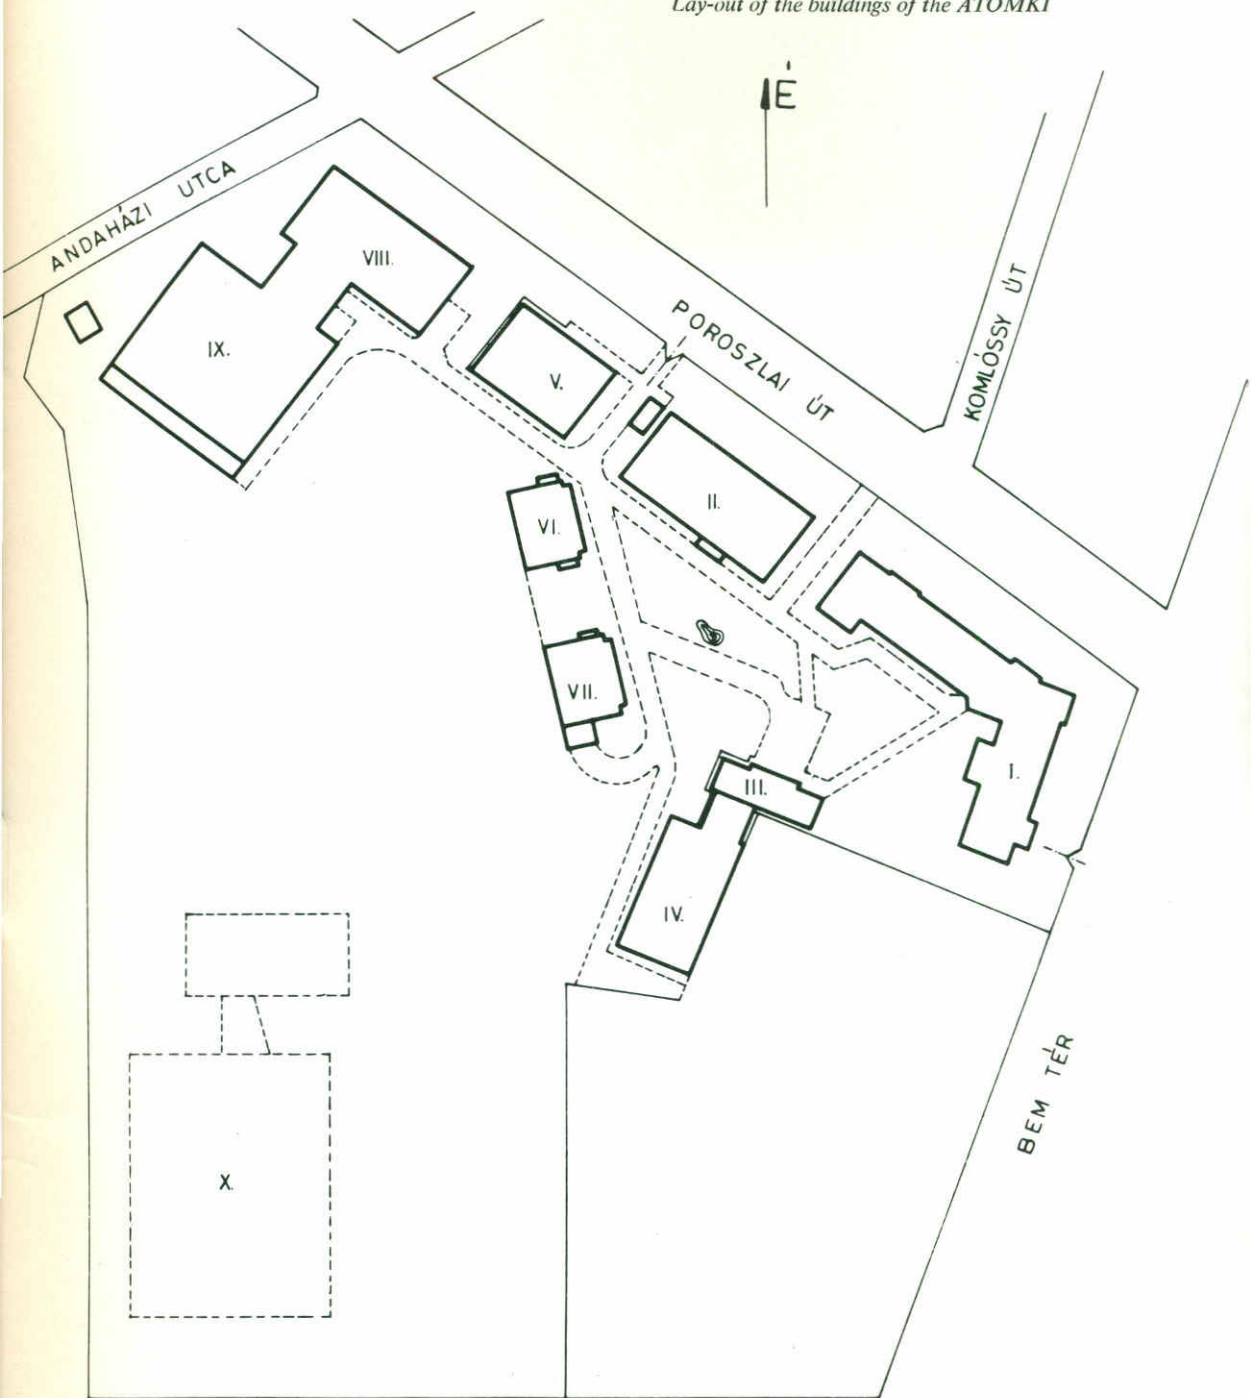 Lay-out of the buildings of the ATOMKI
É
ANDAHÁZI UTCA
VIII.
IX.
POROSZLAI ÚT
KOMLÓSSY ÚT
V.
II.
VI.
VII.
III.
I.
IV.
BEM TÉR
X.